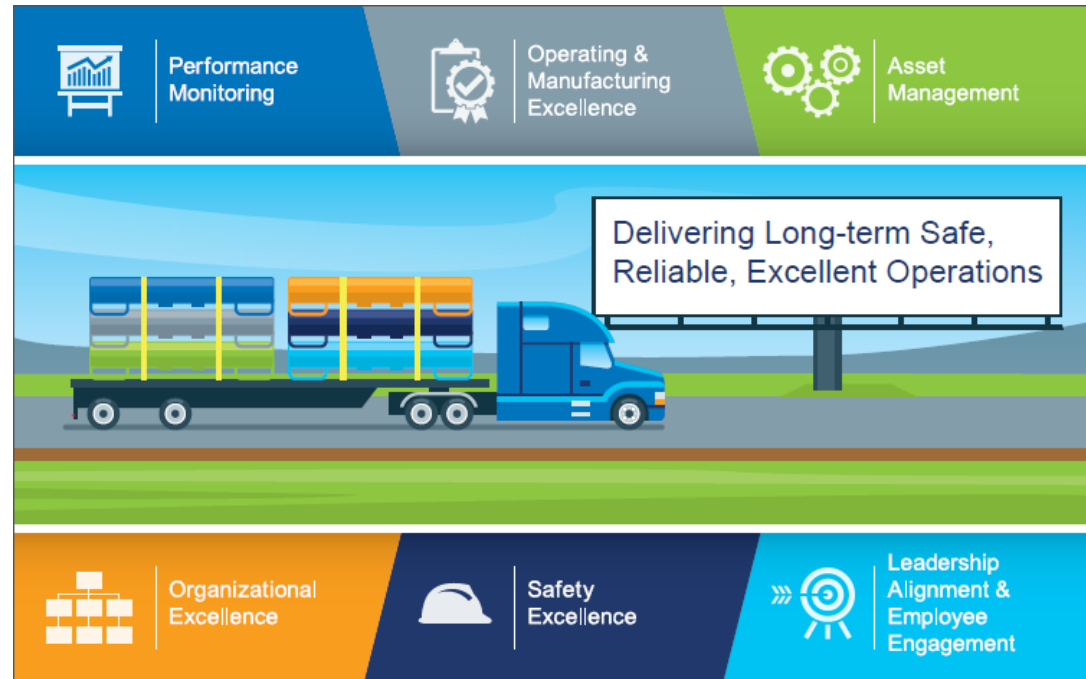 Performance
Monitoring
Operating &
Manufacturing
Excellence
Asset
Management
Delivering Long-term Safe,
Reliable, Excellent Operations
Organizational
Excellence
Safety
Excellence
Leadership
Alignment &
Employee
Engagement